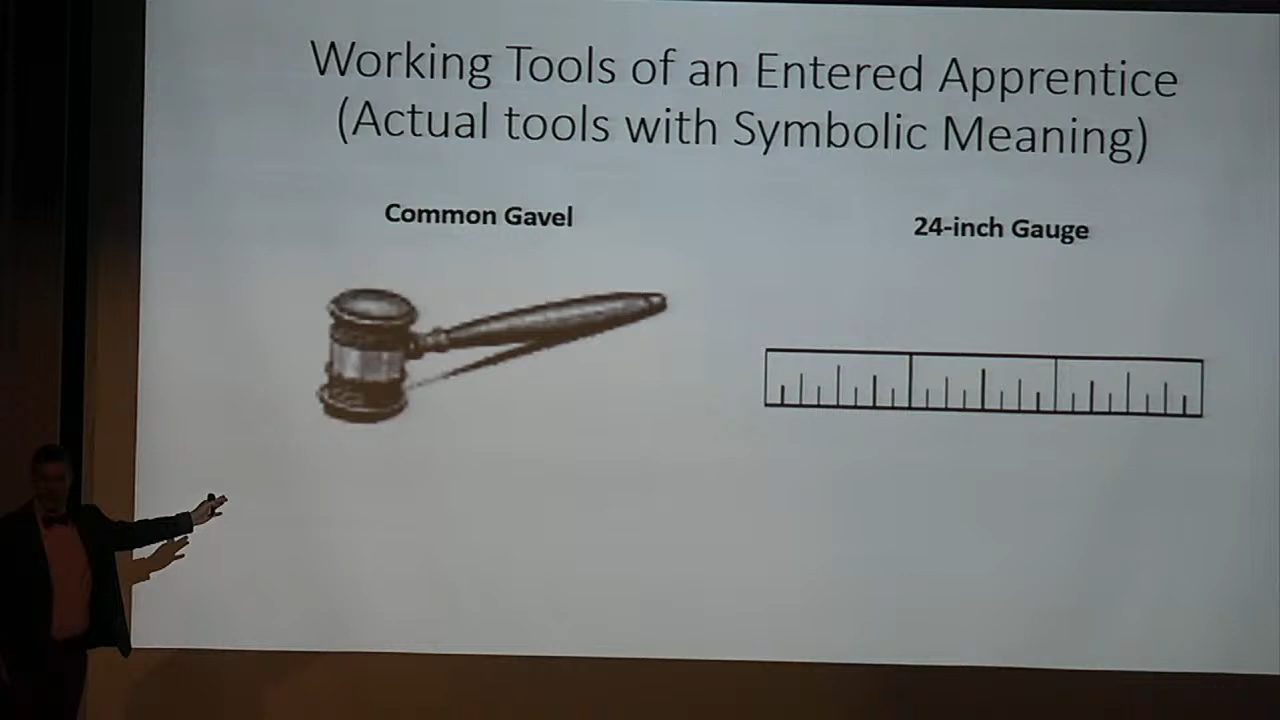 Working Tools of an Entered Apprentice
(Actual tools with Symbolic Meaning)
Common Gavel
24-inch Gauge